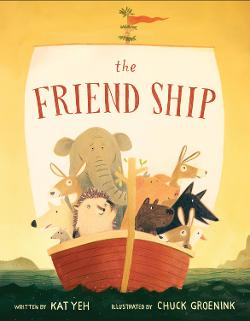 the
FRIEND SHIP
WRITTEN BY KAT YEH ILLUSTRATED BY CHUCK GROENINK